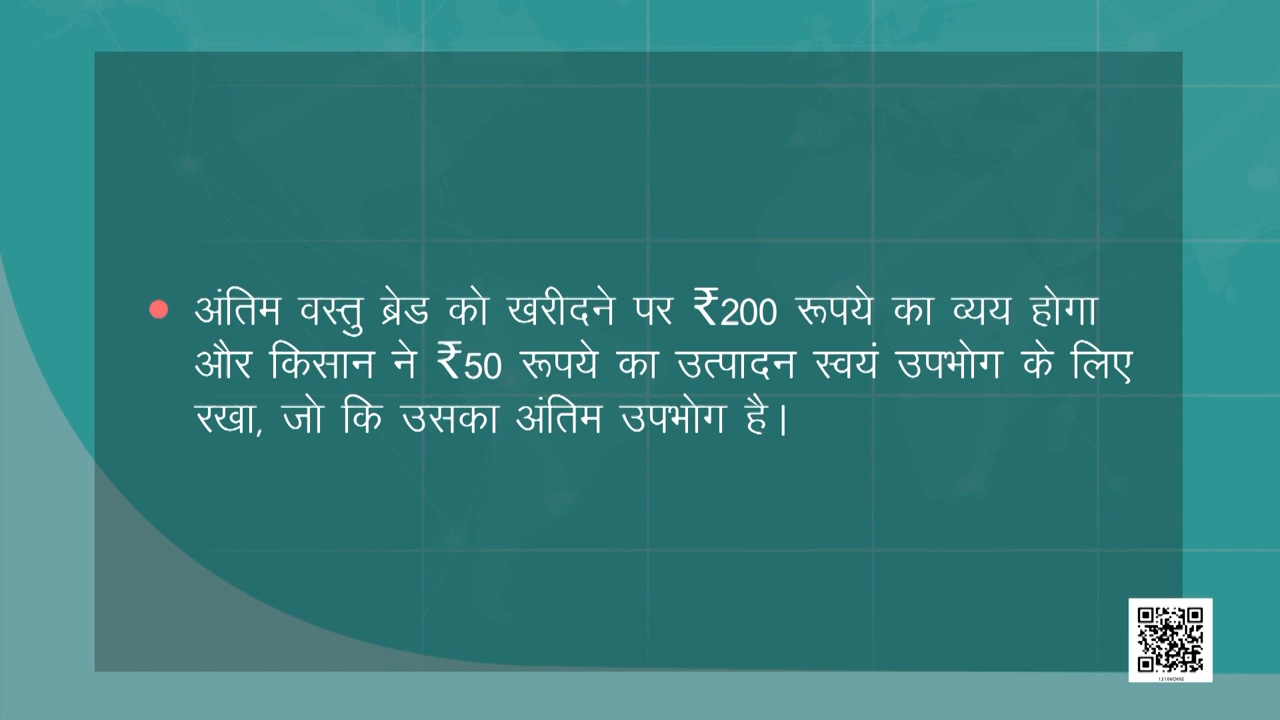 अंतिम वस्तु ब्रेड को खरीदने पर ₹200 रूपये का व्यय होगा
और किसान ने ₹50 रूपये का उत्पादन स्वयं उपभोग के लिए
रखा, जो कि उसका अंतिम उपभोग है।